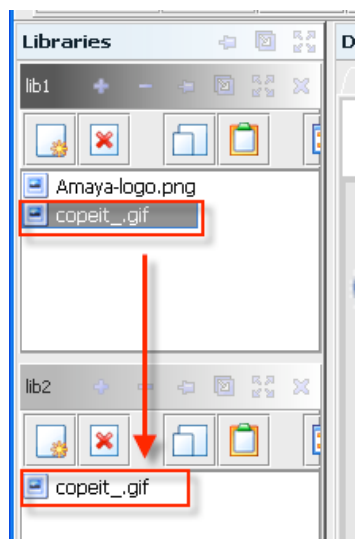 Libraries
D
lib1
Amaya-logo.png
copeit_.gif
lib2
copeit_.gif